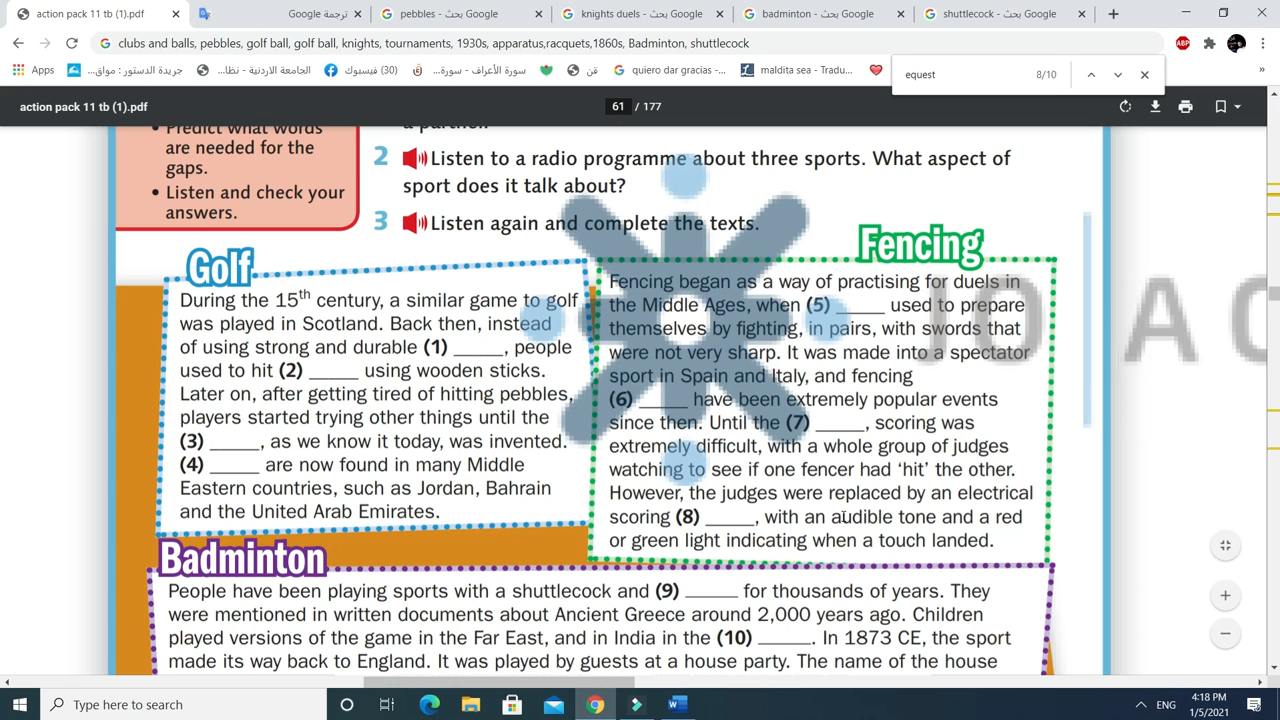 action pack 11 tb (1).pdf
ترجمة Google
pebbles - بحث Google
knights duels - بحث Google
badminton - بحث Google
shuttlecock - بحث Google
clubs and balls, pebbles, golf ball, golf ball, knights, tournaments, 1930s apparatus,racquets,1860s, Badminton, shuttlecock
ABP
Apps
جريدة الدستور : مواق...
الجامعة الاردنية - نظا...
(30) فيسبوك
سورة الأعراف - سورة...
قن
quiero dar gracias -...
maldita sea - Tradu...
equest
8/10
action pack 11 tb (1).pdf
61 / 177
• Predict what words
are needed for the
gaps.
• Listen and check your
answers.
a partner.
2 Listen to a radio programme about three sports. What aspect of
sport does it talk about?
3 Listen again and complete the texts.
Golf
During the 15th century, a similar game to golf
was played in Scotland. Back then, instead
of using strong and durable (1) _____, people
used to hit (2) _____ using wooden sticks.
Later on, after getting tired of hitting pebbles,
players started trying other things until the
(3) _____, as we know it today, was invented.
(4) _____ are now found in many Middle
Eastern countries, such as Jordan, Bahrain
and the United Arab Emirates.
Fencing
Fencing began as a way of practising for duels in
the Middle Ages, when (5) _____ used to prepare
themselves by fighting, in pairs, with swords that
were not very sharp. It was made into a spectator
sport in Spain and Italy, and fencing
(6) _____ have been extremely popular events
since then. Until the (7) _____, scoring was
extremely difficult, with a whole group of judges
watching to see if one fencer had ‘hit’ the other.
However, the judges were replaced by an electrical
scoring (8) _____, with an audible tone and a red
or green light indicating when a touch landed.
Badminton
People have been playing sports with a shuttlecock and (9) _____ for thousands of years. They
were mentioned in written documents about Ancient Greece around 2,000 years ago. Children
played versions of the game in the Far East, and in India in the (10) _____. In 1873 CE, the sport
made its way back to England. It was played by guests at a house party. The name of the house
JO AC
Type here to search
ENG
4:18 PM
1/5/2021